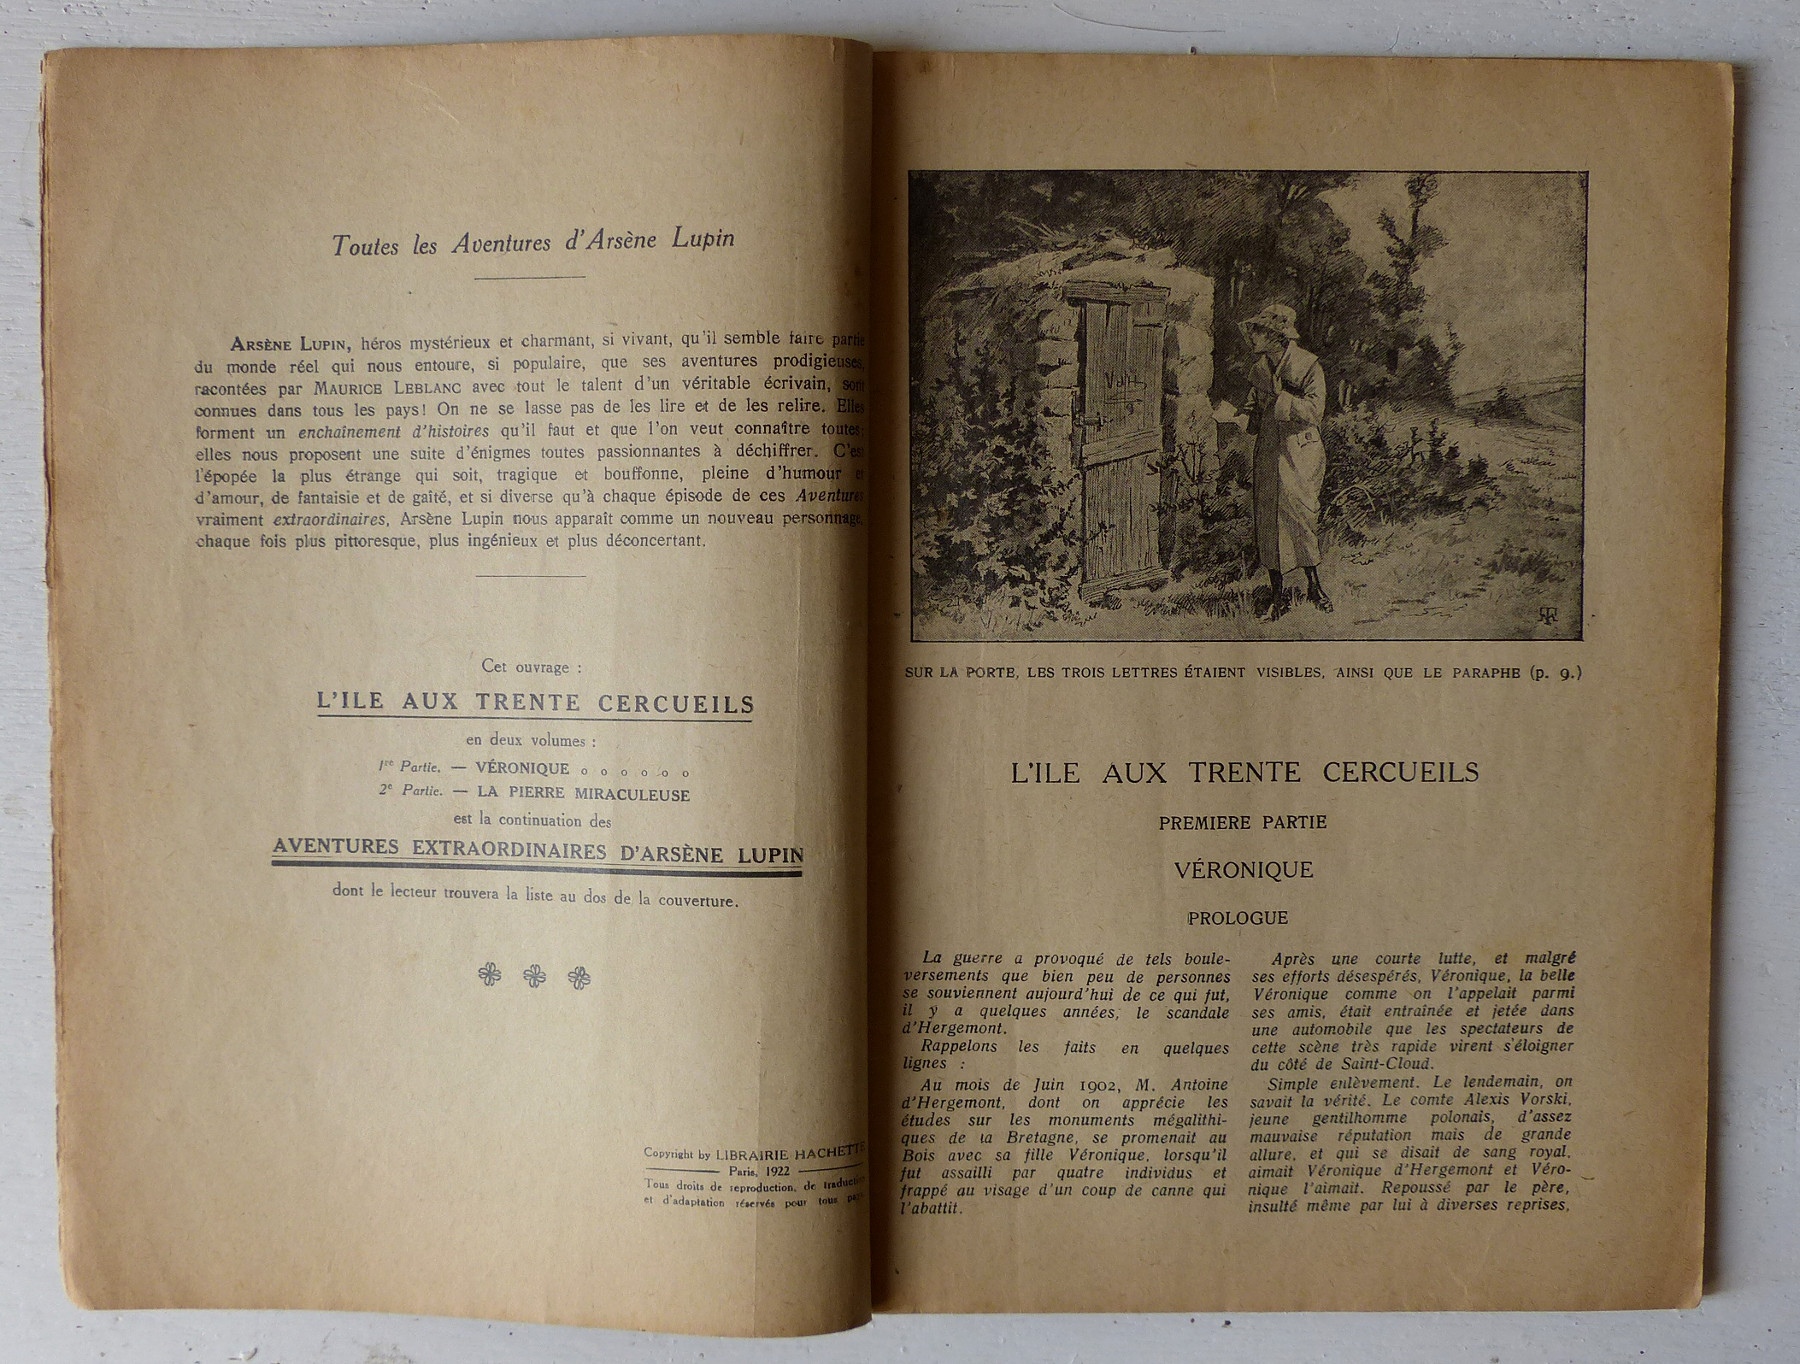 Toutes les Aventures d'Arsène Lupin
ARSÈNE LUPIN, héros mystérieux et charmant, si vivant, qu'il semble faire partie
du monde réel qui nous entoure, si populaire, que ses aventures prodigieuses,
racontées par MAURICE LEBLANC avec tout le talent d'un véritable écrivain, sont
connues dans tous les pays! On ne se lasse pas de les lire et de les relire. Elles
forment un enchaînement d'histoires qu'il faut et que l'on veut connaître toutes;
elles nous proposent une suite d'énigmes toutes passionnantes à déchiffrer. C'est
l'épopée la plus étrange qui soit, tragique et bouffonne, pleine d'humour et
d'amour, de fantaisie et de gaîté, et si diverse qu'à chaque épisode de ces Aventures
vraiment extraordinaires, Arsène Lupin nous apparaît comme un nouveau personnage,
chaque fois plus pittoresque, plus ingénieux et plus déconcertant.
Cet ouvrage :
L'ILE AUX TRENTE CERCUEILS
en deux volumes :
1re Partie. — VÉRONIQUE o o o o o o
2e Partie. — LA PIERRE MIRACULEUSE
est la continuation des
AVENTURES EXTRAORDINAIRES D'ARSÈNE LUPIN
dont le lecteur trouvera la liste au dos de la couverture.
Copyright by LIBRAIRIE HACHETTE
Paris, 1922
Tous droits de reproduction, de traduction
et d'adaptation réservés pour tous pays
SUR LA PORTE, LES TROIS LETTRES ÉTAIENT VISIBLES, AINSI QUE LE PARAPHE (p. 9.)
L'ILE AUX TRENTE CERCUEILS
PREMIERE PARTIE
VÉRONIQUE
PROLOGUE
La guerre a provoqué de tels boule-
versements que bien peu de personnes
se souviennent aujourd'hui de ce qui fut,
il y a quelques années, le scandale
d'Hergemont.
Rappelons les faits en quelques
lignes :
Au mois de Juin 1902, M. Antoine
d'Hergemont, dont on apprécie les
études sur les monuments mégalithi-
ques de la Bretagne, se promenait au
Bois avec sa fille Véronique, lorsqu'il
fut assailli par quatre individus et
frappé au visage d'un coup de canne qui
l'abattit.
Après une courte lutte, et malgré
ses efforts désespérés, Véronique, la belle
Véronique comme on l'appelait parmi
ses amis, était entraînée et jetée dans
une automobile que les spectateurs de
cette scène très rapide virent s'éloigner
du côté de Saint-Cloud.
Simple enlèvement. Le lendemain, on
savait la vérité. Le comte Alexis Vorski,
jeune gentilhomme polonais, d'assez
mauvaise réputation mais de grande
allure, et qui se disait de sang royal,
aimait Véronique d'Hergemont et Véro-
nique l'aimait. Repoussé par le père,
insulté même par lui à diverses reprises,